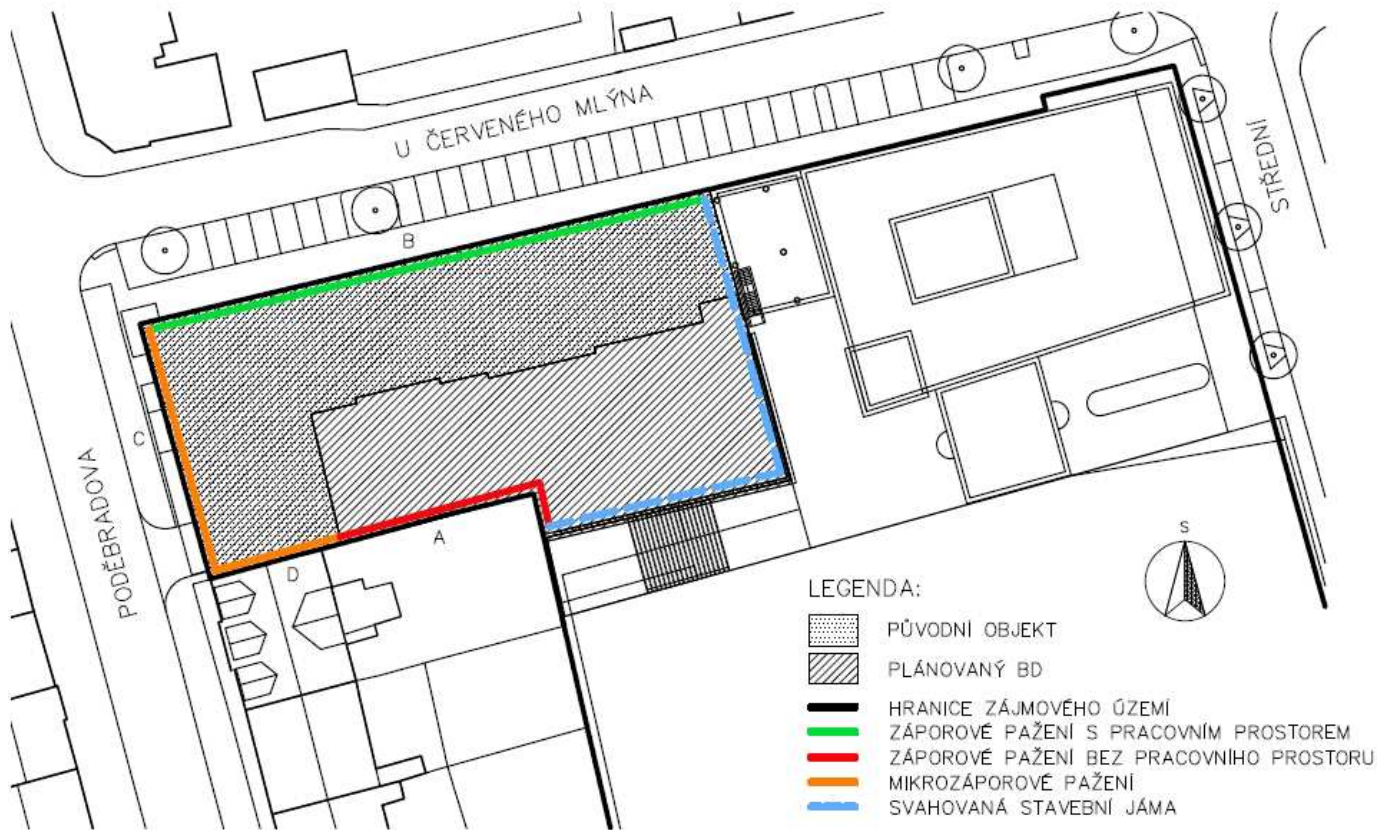 U ČERVENÉHO MLÝNA
STŘEDNÍ
B
C
PODĚBRADOVA
A
D
S
LEGENDA:
PŮVODNÍ OBJEKT
PLÁNOVANÝ BD
HRANICE ZÁJMOVÉHO ÚZEMÍ
ZÁPOROVÉ PAŽENÍ S PRACOVNÍM PROSTOREM
ZÁPOROVÉ PAŽENÍ BEZ PRACOVNÍHO PROSTORU
MIKROZÁPOROVÉ PAŽENÍ
SVAHOVANÁ STAVEBNÍ JÁMA